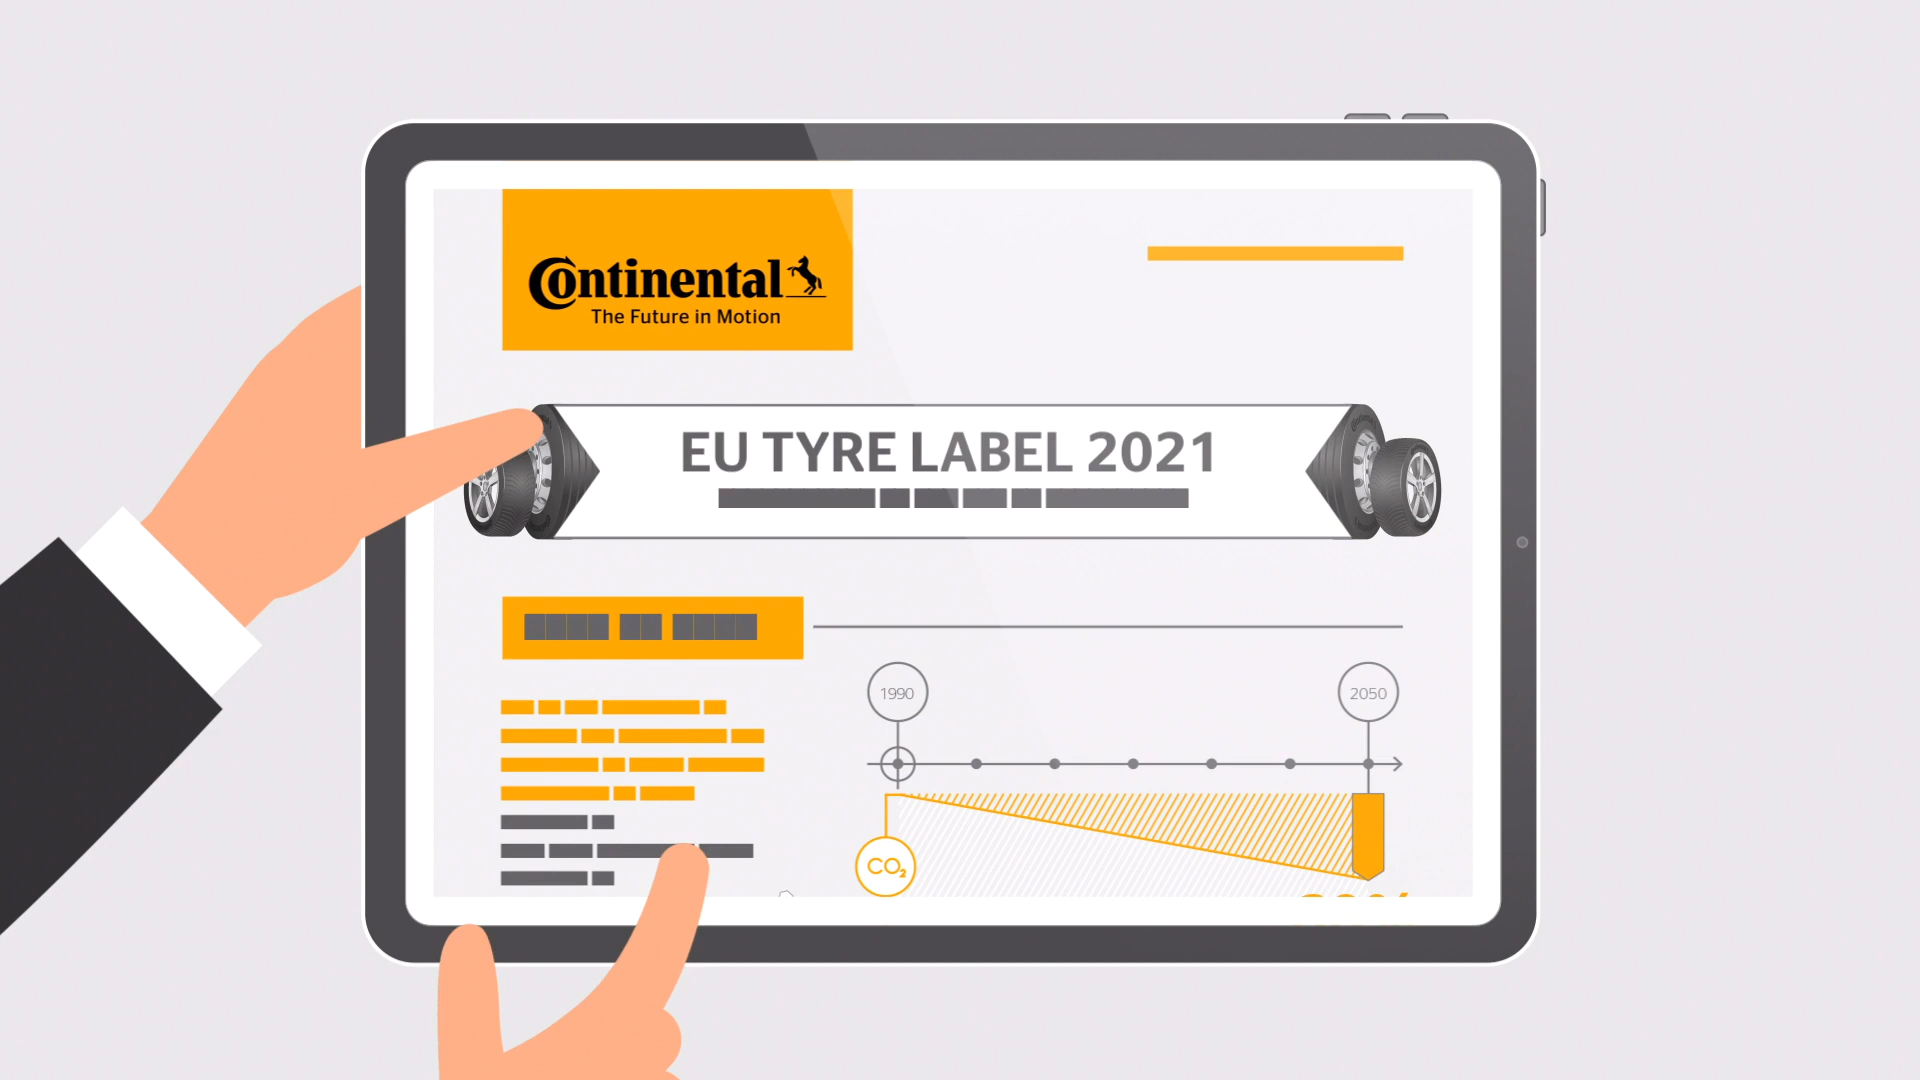 Continental
The Future in Motion
EU TYRE LABEL 2021
1990
2050
CO₂